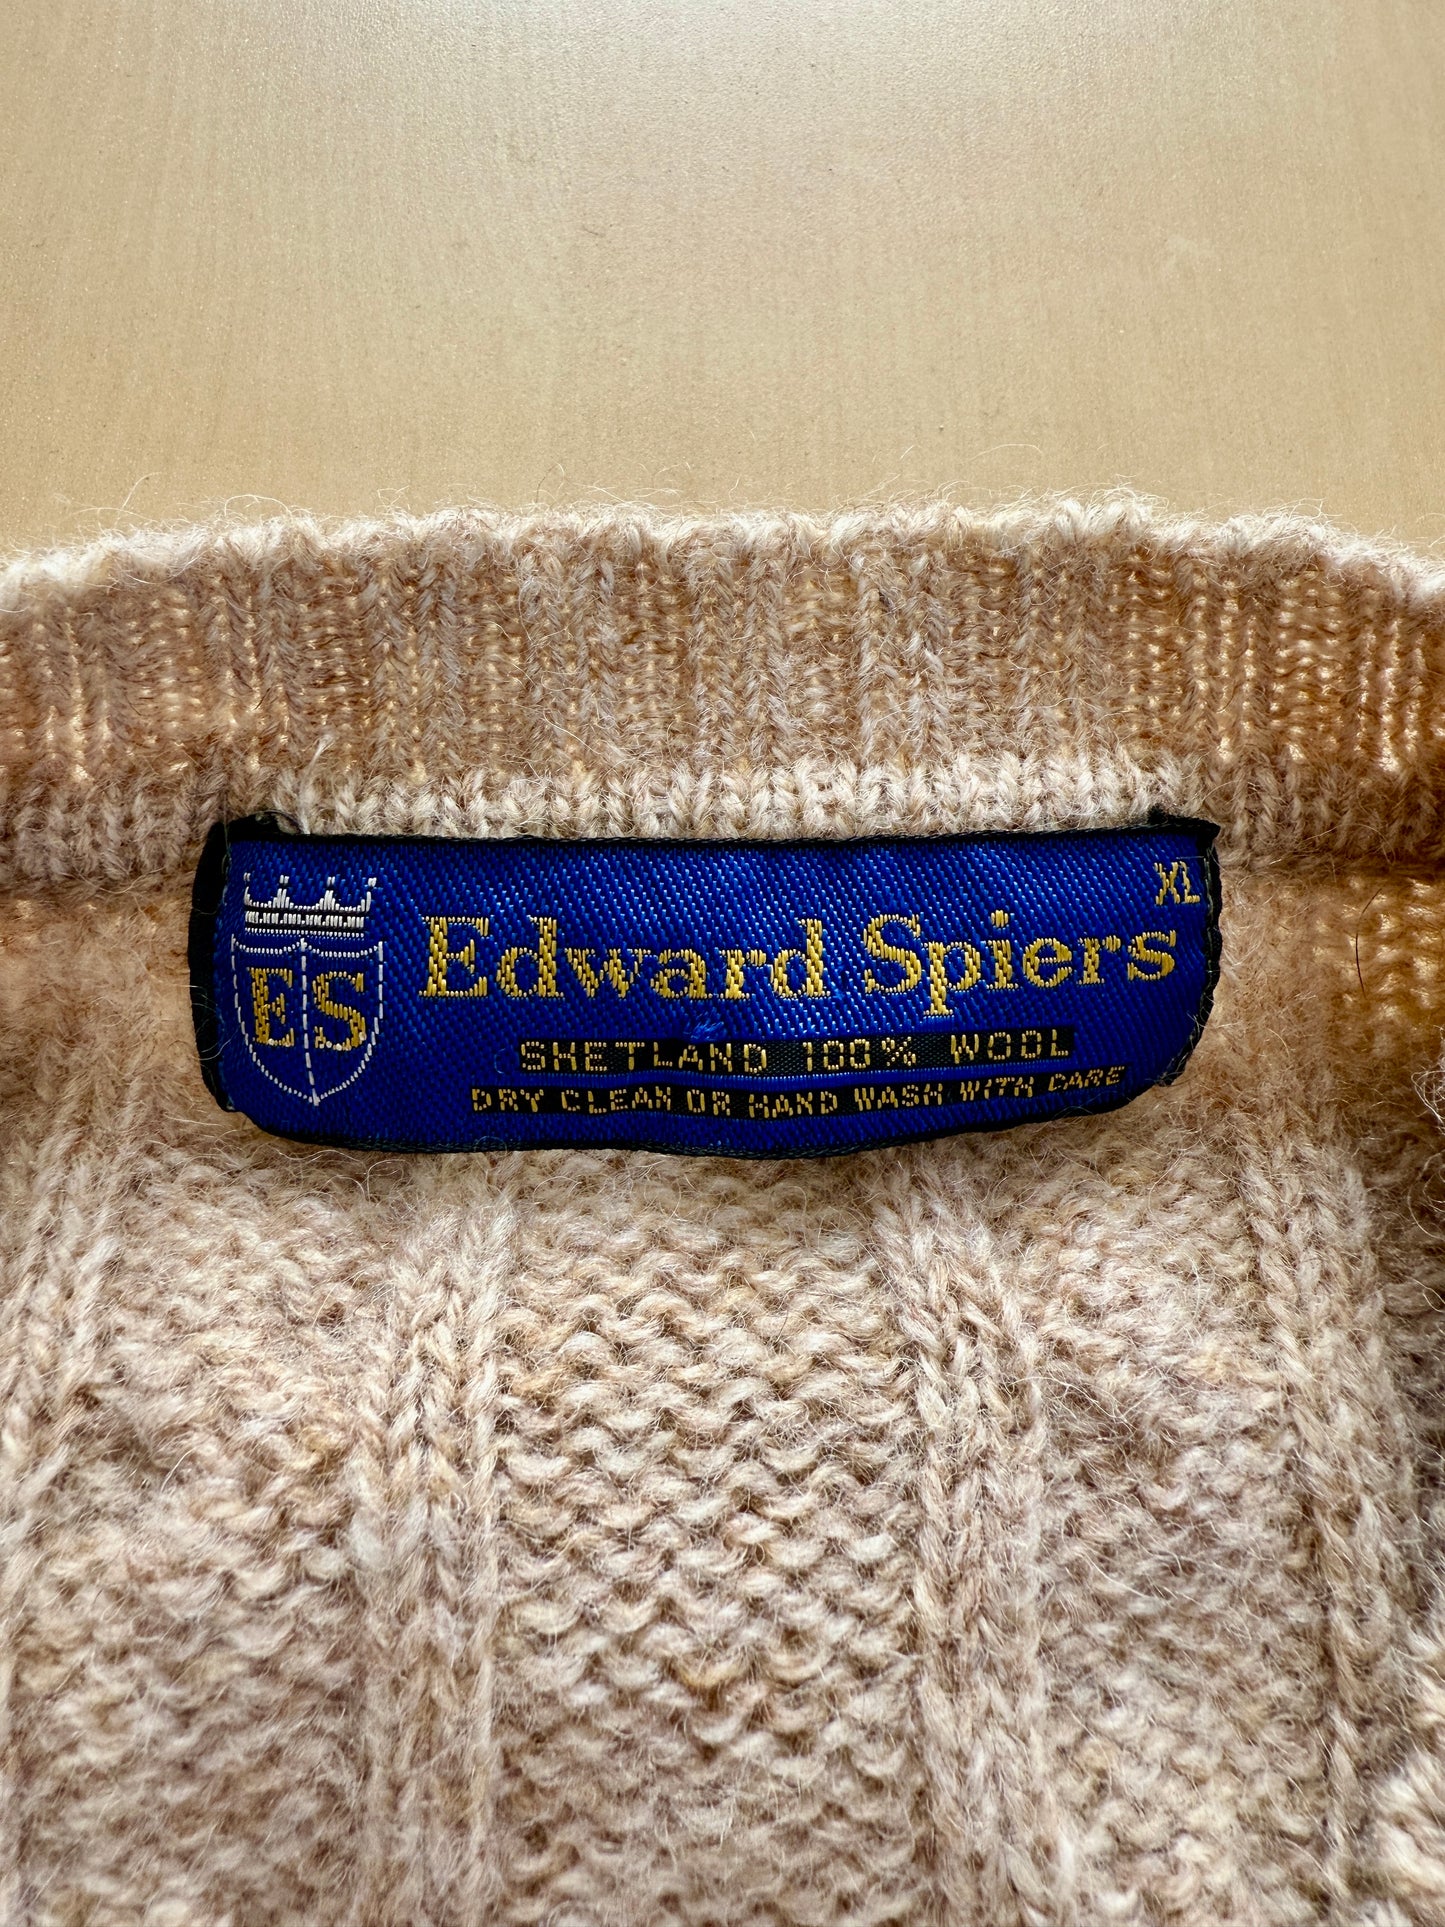 XL
ES
Edward Spiers
SHETLAND 100% WOOL
DRY CLEAN OR HAND WASH WITH CARE